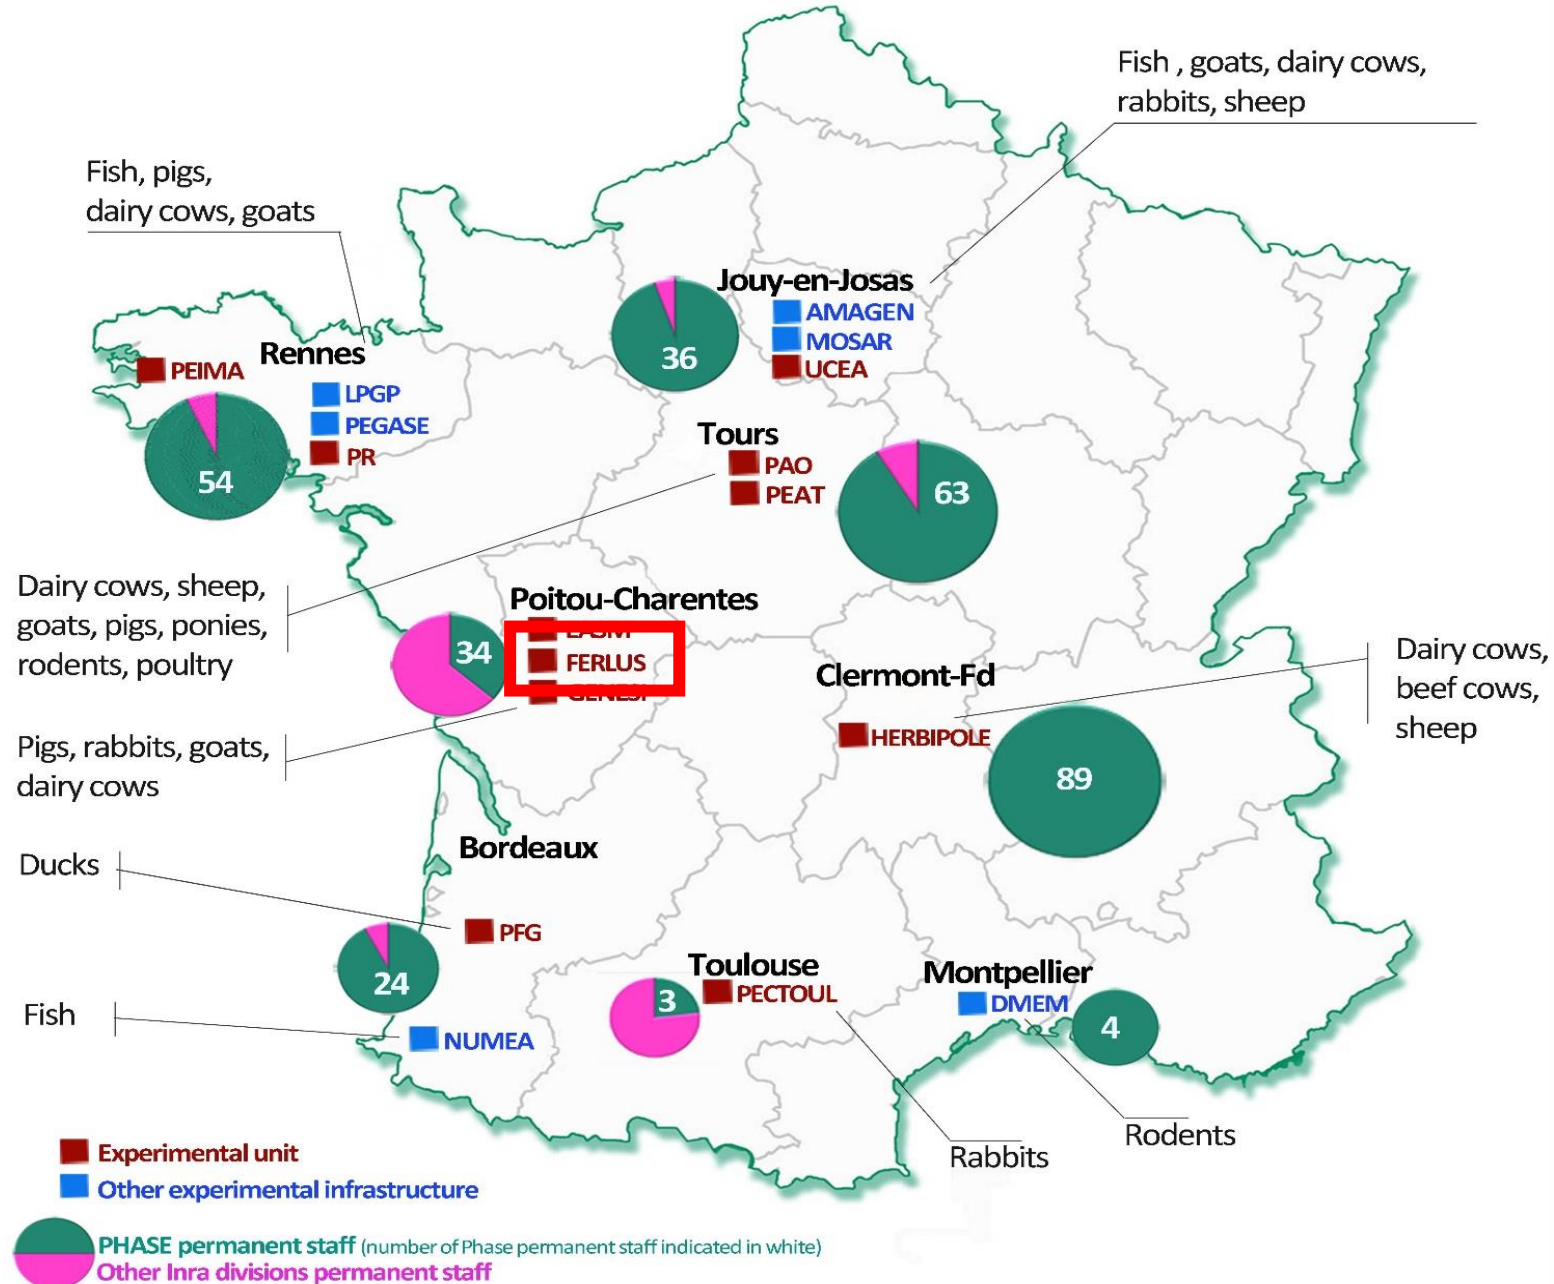 Fish , goats, dairy cows,
rabbits, sheep
Fish, pigs,
dairy cows, goats
Jouy-en-Josas
AMAGEN
MOSAR
UCEA
36
Rennes
PEIMA
LPGP
PEGASE
PR
54
Tours
PAO
PEAT
63
Dairy cows, sheep,
goats, pigs, ponies,
rodents, poultry
Poitou-Charentes
FERLUS
34
Pigs, rabbits, goats,
dairy cows
Clermont-Fd
HERBIPOLE
89
Dairy cows,
beef cows,
sheep
Bordeaux
Ducks
PFG
24
Fish
NUMEA
Toulouse
PECTOUL
3
Montpellier
DMEM
4
Rabbits
Rodents
Experimental unit
Other experimental infrastructure
PHASE permanent staff (number of Phase permanent staff indicated in white)
Other Inra divisions permanent staff